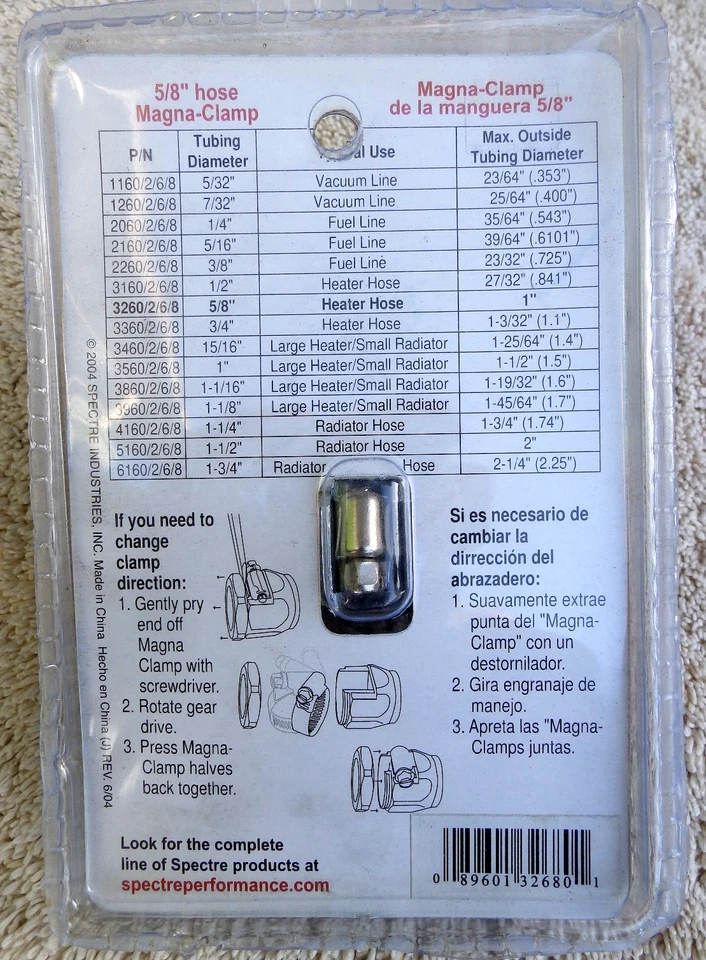 5/8" hose
Magna-Clamp
Magna-Clamp
de la manguera 5/8"
P/N Tubing Diameter al Use Max. Outside Tubing Diameter
1160/2/6/8 5/32" Vacuum Line 23/64" (.353")
1260/2/6/8 7/32" Vacuum Line 25/64" (.400")
2060/2/6/8 1/4" Fuel Line 35/64" (.543")
2160/2/6/8 5/16" Fuel Line 39/64" (.6101")
2260/2/6/8 3/8" Fuel Line 23/32" (.725")
3160/2/6/8 1/2" Heater Hose 27/32" (.841")
3260/2/6/8 5/8" Heater Hose 1"
3360/2/6/8 3/4" Heater Hose 1-3/32" (1.1")
3460/2/6/8 15/16" Large Heater/Small Radiator 1-25/64" (1.4")
3560/2/6/8 1" Large Heater/Small Radiator 1-1/2" (1.5")
3860/2/6/8 1-1/16" Large Heater/Small Radiator 1-19/32" (1.6")
3960/2/6/8 1-1/8" Large Heater/Small Radiator 1-45/64" (1.7")
4160/2/6/8 1-1/4" Radiator Hose 1-3/4" (1.74")
5160/2/6/8 1-1/2" Radiator Hose 2"
6160/2/6/8 1-3/4" Radiator Hose 2-1/4" (2.25")
© 2004 SPECTRE INDUSTRIES, INC. Made in China Hecho en China (J) REV. 6/04
If you need to
change
clamp
direction:
1. Gently pry
end off
Magna
Clamp with
screwdriver.
2. Rotate gear
drive.
3. Press Magna-
Clamp halves
back together.
Si es necesario de
cambiar la
dirrección del
abrazadero:
1. Suavamente extrae
punta del "Magna-
Clamp" con un
destornilador.
2. Gira engranaje de
manejo.
3. Apreta las "Magna-
Clamps juntas.
Look for the complete
line of Spectre products at
spectreperformance.com
0 89601 32680 1